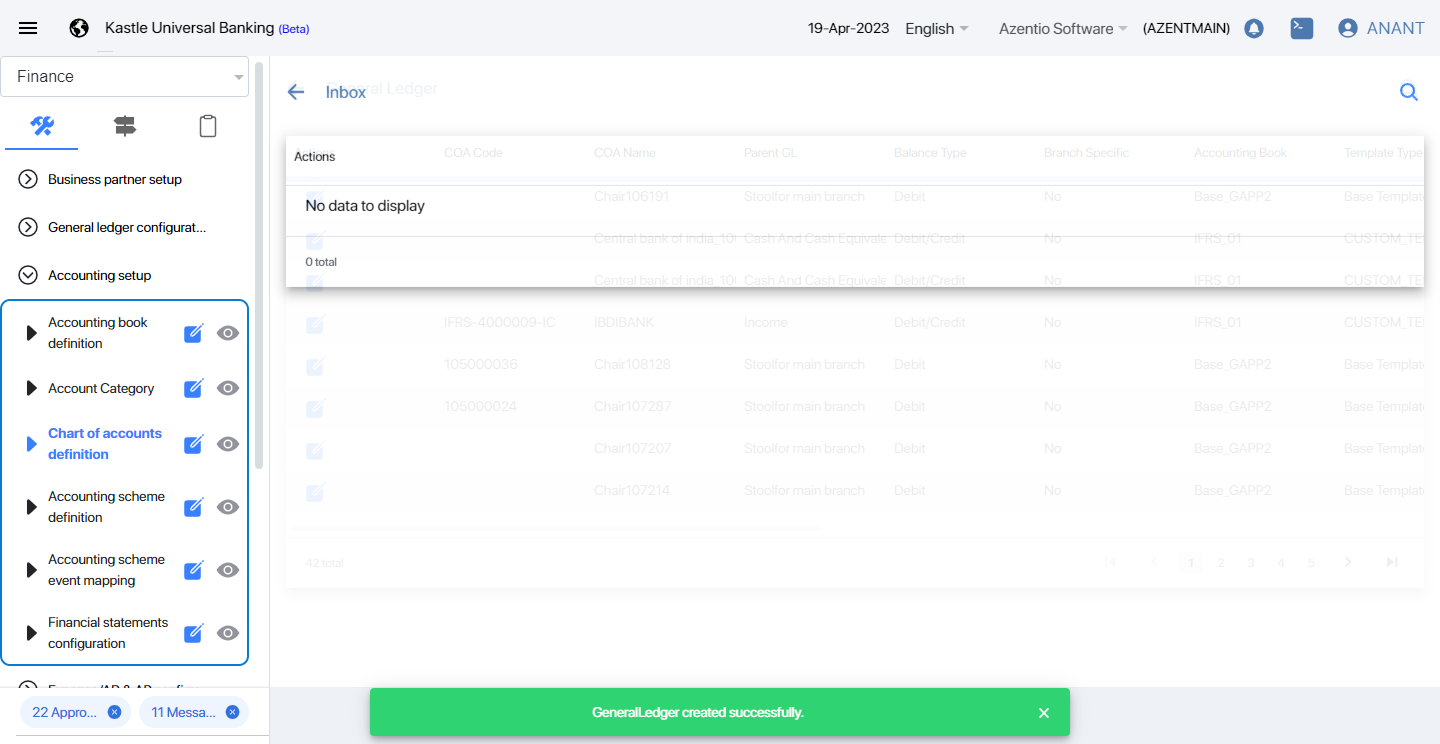 Kastle Universal Banking (Beta)
19-Apr-2023
English
Azentio Software
(AZENTMAIN)
ANANT
Finance
Business partner setup
General ledger configurat...
Accounting setup
Accounting book
definition
Account Category
Chart of accounts
definition
Accounting scheme
definition
Accounting scheme
event mapping
Financial statements
configuration
22 Appro...
11 Messa...
Inbox
General Ledger
Actions COA Code COA Name Parent GL Balance Type Branch Specific Accounting Book Template Type
Chair106191 Stoolfor main branch Debit No Base_GAPP2 Base Templat
No data to display
Central bank of india_10 Cash And Cash Equivale Debit/Credit No IFRS_01 CUSTOM_TE
0 total
Central bank of india_10 Cash And Cash Equivale Debit/Credit No IFRS_01 CUSTOM_TE
IFRS-4000009-IC IBDIBANK Income Debit/Credit No IFRS_01 CUSTOM_TE
105000036 Chair108128 Stoolfor main branch Debit No Base_GAPP2 Base Templat
105000024 Chair107287 Stoolfor main branch Debit No Base_GAPP2 Base Templat
Chair107207 Stoolfor main branch Debit No Base_GAPP2 Base Templat
Chair107214 Stoolfor main branch Debit No Base_GAPP2 Base Templat
42 total
1 2 3 4 5
GeneralLedger created successfully.